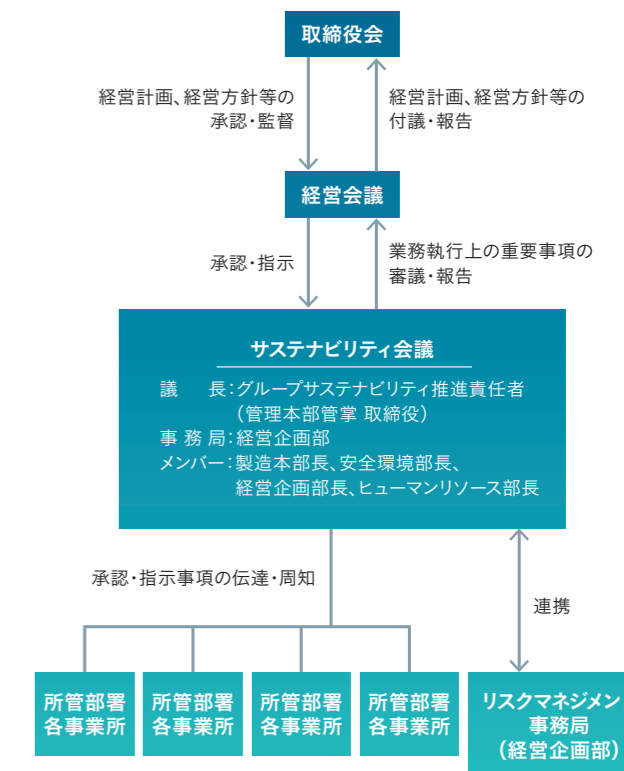 取締役会
経営計画、経営方針等の
承認・監督
経営計画、経営方針等の
付議・報告
経営会議
承認・指示
業務執行上の重要事項の
審議・報告
サステナビリティ会議
議　長：グループサステナビリティ推進責任者
（管理本部管掌 取締役）
事 務 局：経営企画部
メンバー：製造本部長、安全環境部長、
経営企画部長、ヒューマンリソース部長
承認・指示事項の伝達・周知
連携
所管部署
各事業所
所管部署
各事業所
所管部署
各事業所
所管部署
各事業所
リスクマネジメン
事務局
（経営企画部）